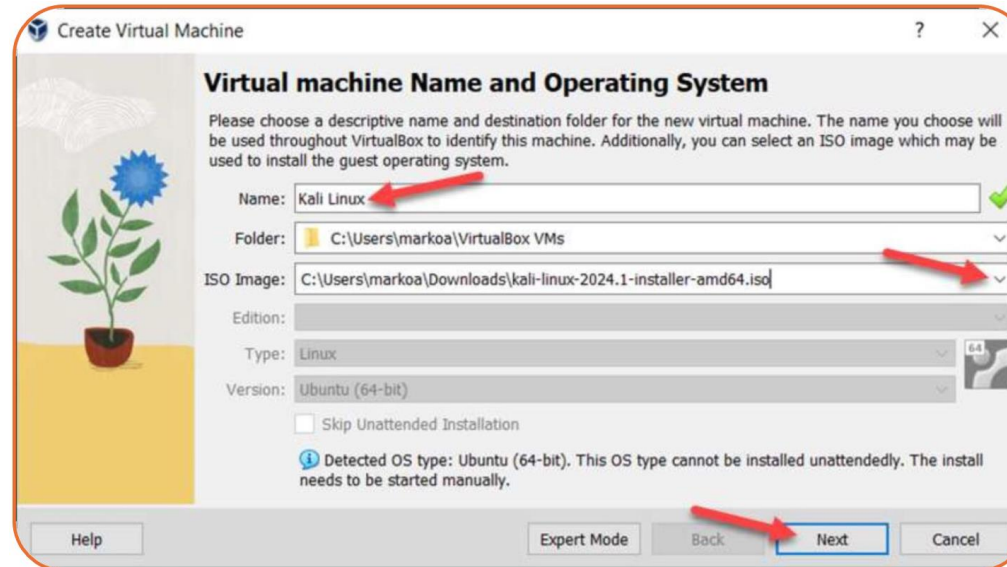 Create Virtual Machine
?
Virtual machine Name and Operating System
Please choose a descriptive name and destination folder for the new virtual machine. The name you choose will
be used throughout VirtualBox to identify this machine. Additionally, you can select an ISO image which may be
used to install the guest operating system.
Name: Kali Linux
Folder: C:\Users\markoa\VirtualBox VMs
ISO Image: C:\Users\markoa\Downloads\kali-linux-2024.1-installer-amd64.iso
Edition:
Type: Linux
64
Version: Ubuntu (64-bit)
Skip Unattended Installation
Detected OS type: Ubuntu (64-bit). This OS type cannot be installed unattendedly. The install
needs to be started manually.
Help Expert Mode Back Next Cancel